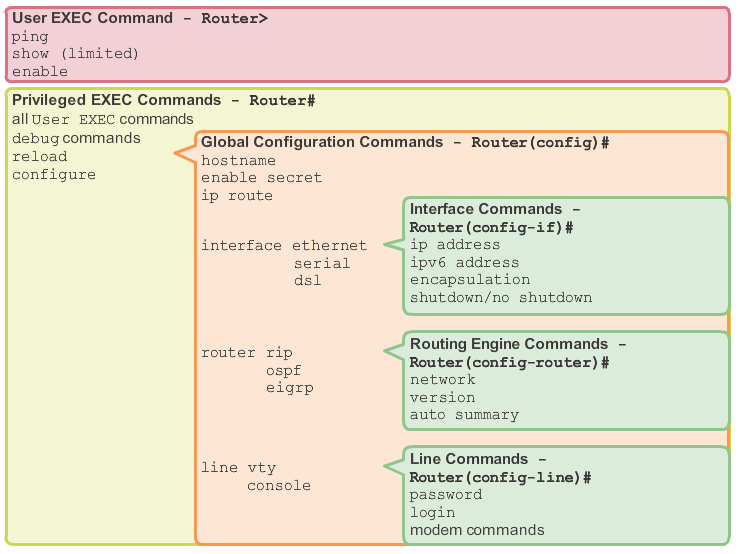 User EXEC Command - Router>
ping
show (limited)
enable
Privileged EXEC Commands - Router#
all User EXEC commands
debug commands
reload
configure
Global Configuration Commands - Router(config)#
hostname
enable secret
ip route
interface ethernet
serial
dsl
Interface Commands -
Router(config-if)#
ip address
ipv6 address
encapsulation
shutdown/no shutdown
router rip
ospf
eigrp
Routing Engine Commands -
Router(config-router)#
network
version
auto summary
line vty
console
Line Commands -
Router(config-line)#
password
login
modem commands